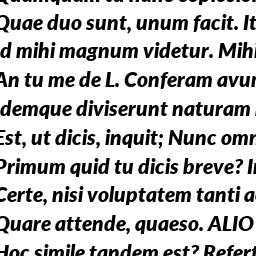 Quae duo sunt, unum facit. It
d mihi magnum videtur. Mihi
An tu me de L. Conferam avun
demque diviserunt naturam
Est, ut dicis, inquit; Nunc omn
Primum quid tu dicis breve? In
Certe, nisi voluptatem tanti a
Quare attende, quaeso. ALIO
Hoc simile tandem est? Refert